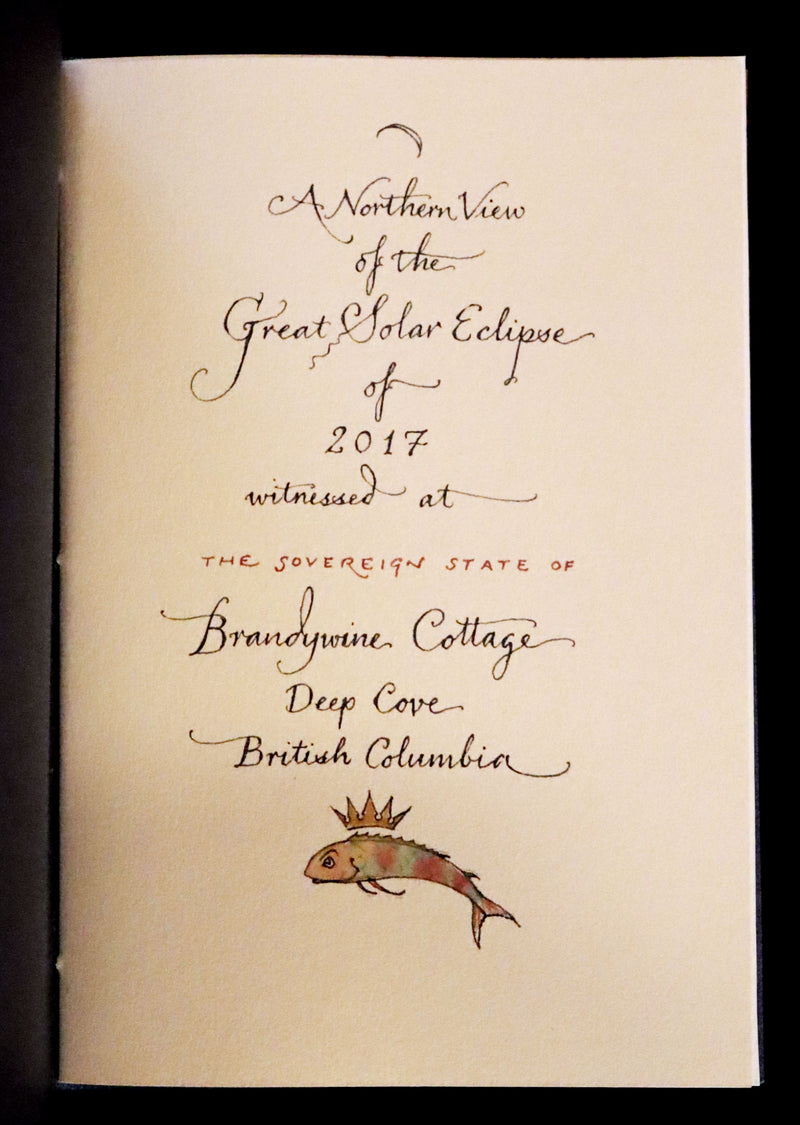 A Northern View
of the
Great Solar Eclipse
of
2017
witnessed at
THE SOVEREIGN STATE OF
Brandywine Cottage
Deep Cove
British Columbia